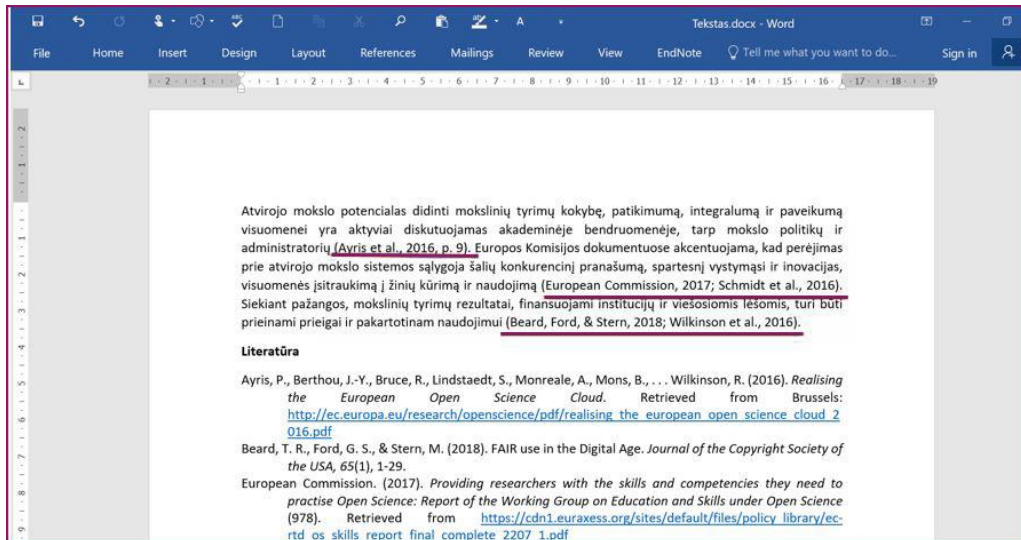 Tekstas.docx - Word
File Home Insert Design Layout References Mailings Review View EndNote Tell me what you want to do... Sign in
Atvirojo mokslo potencialas didinti mokslinių tyrimų kokybę, patikimumą, integralumą ir paveikumą
visuomenei yra aktyviai diskutuojamas akademinėje bendruomenėje, tarp mokslo politikų ir
administratorių (Ayris et al., 2016, p. 9). Europos Komisijos dokumentuose akcentuojama, kad perėjimas
prie atvirojo mokslo sistemos sąlygoja šalių konkurencinį pranašumą, spartesnį vystymąsi ir inovacijas,
visuomenės įsitraukimą į žinių kūrimą ir naudojimą (European Commission, 2017; Schmidt et al., 2016).
Siekiant pažangos, mokslinių tyrimų rezultatai, finansuojami institucijų ir viešosiomis lėšomis, turi būti
prieinami prieigai ir pakartotinam naudojimui (Beard, Ford, & Stern, 2018; Wilkinson et al., 2016).
Literatūra
Ayris, P., Berthou, J.-Y., Bruce, R., Lindstaedt, S., Monreale, A., Mons, B., . . . Wilkinson, R. (2016). Realising
the European Open Science Cloud. Retrieved from Brussels:
http://ec.europa.eu/research/openscience/pdf/realising_the_european_open_science_cloud_2
016.pdf
Beard, T. R., Ford, G. S., & Stern, M. (2018). FAIR use in the Digital Age. Journal of the Copyright Society of
the USA, 65(1), 1-29.
European Commission. (2017). Providing researchers with the skills and competencies they need to
practise Open Science: Report of the Working Group on Education and Skills under Open Science
(978). Retrieved from https://cdn1.euraxess.org/sites/default/files/policy_library/ec-
rtd_os_skills_report_final_complete_2207_1.pdf